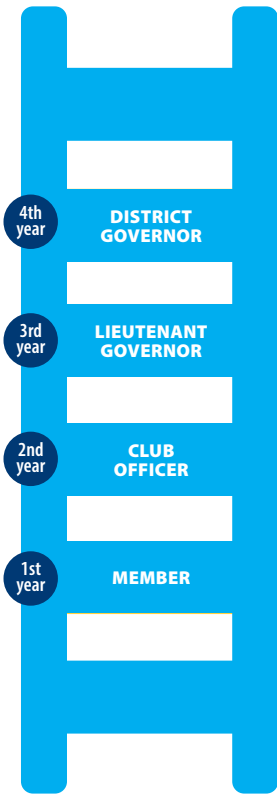 4th
year
DISTRICT
GOVERNOR
3rd
year
LIEUTENANT
GOVERNOR
2nd
year
CLUB
OFFICER
1st
year
MEMBER